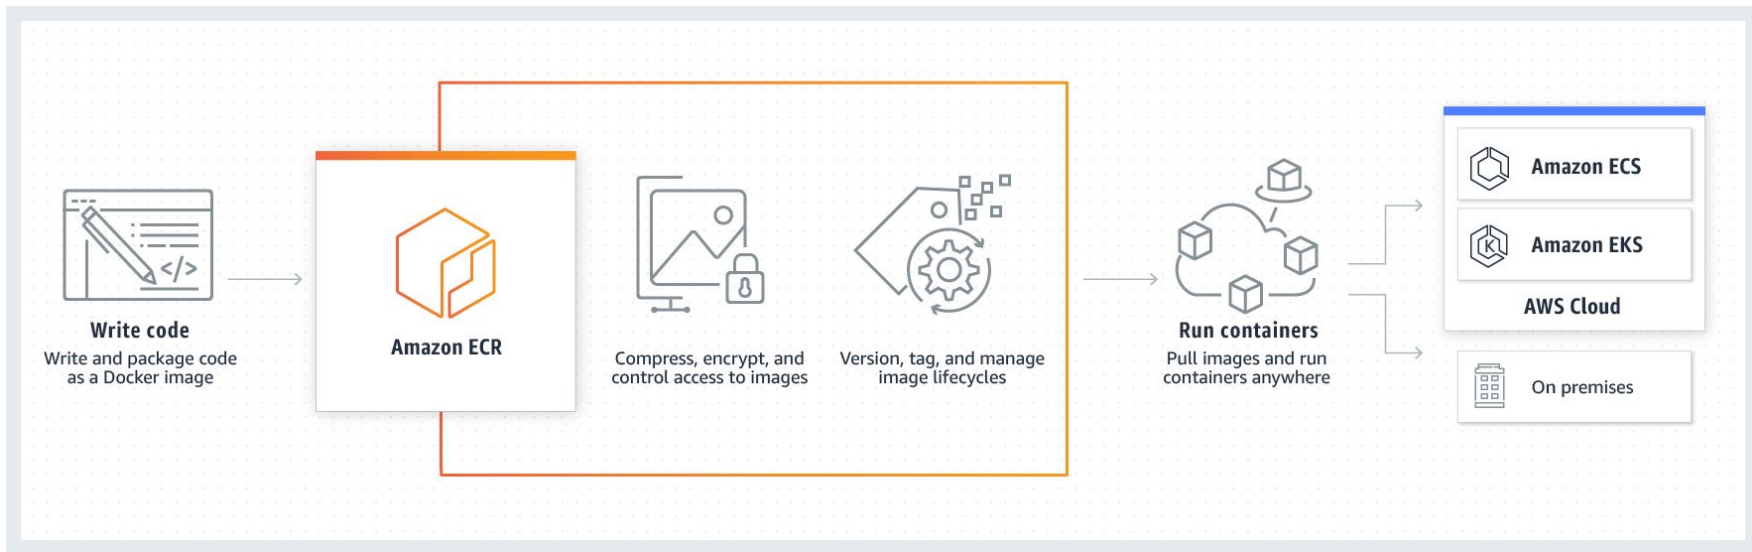 Write code
Write and package code
as a Docker image
Amazon ECR
Compress, encrypt, and
control access to images
Version, tag, and manage
image lifecycles
Run containers
Pull images and run
containers anywhere
Amazon ECS
K
Amazon EKS
AWS Cloud
On premises